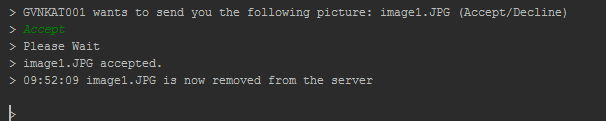 > GVNKAT001 wants to send you the following picture: image1.JPG (Accept/Decline)
> Accept
> Please Wait
> image1.JPG accepted.
> 09:52:09 image1.JPG is now removed from the server
>